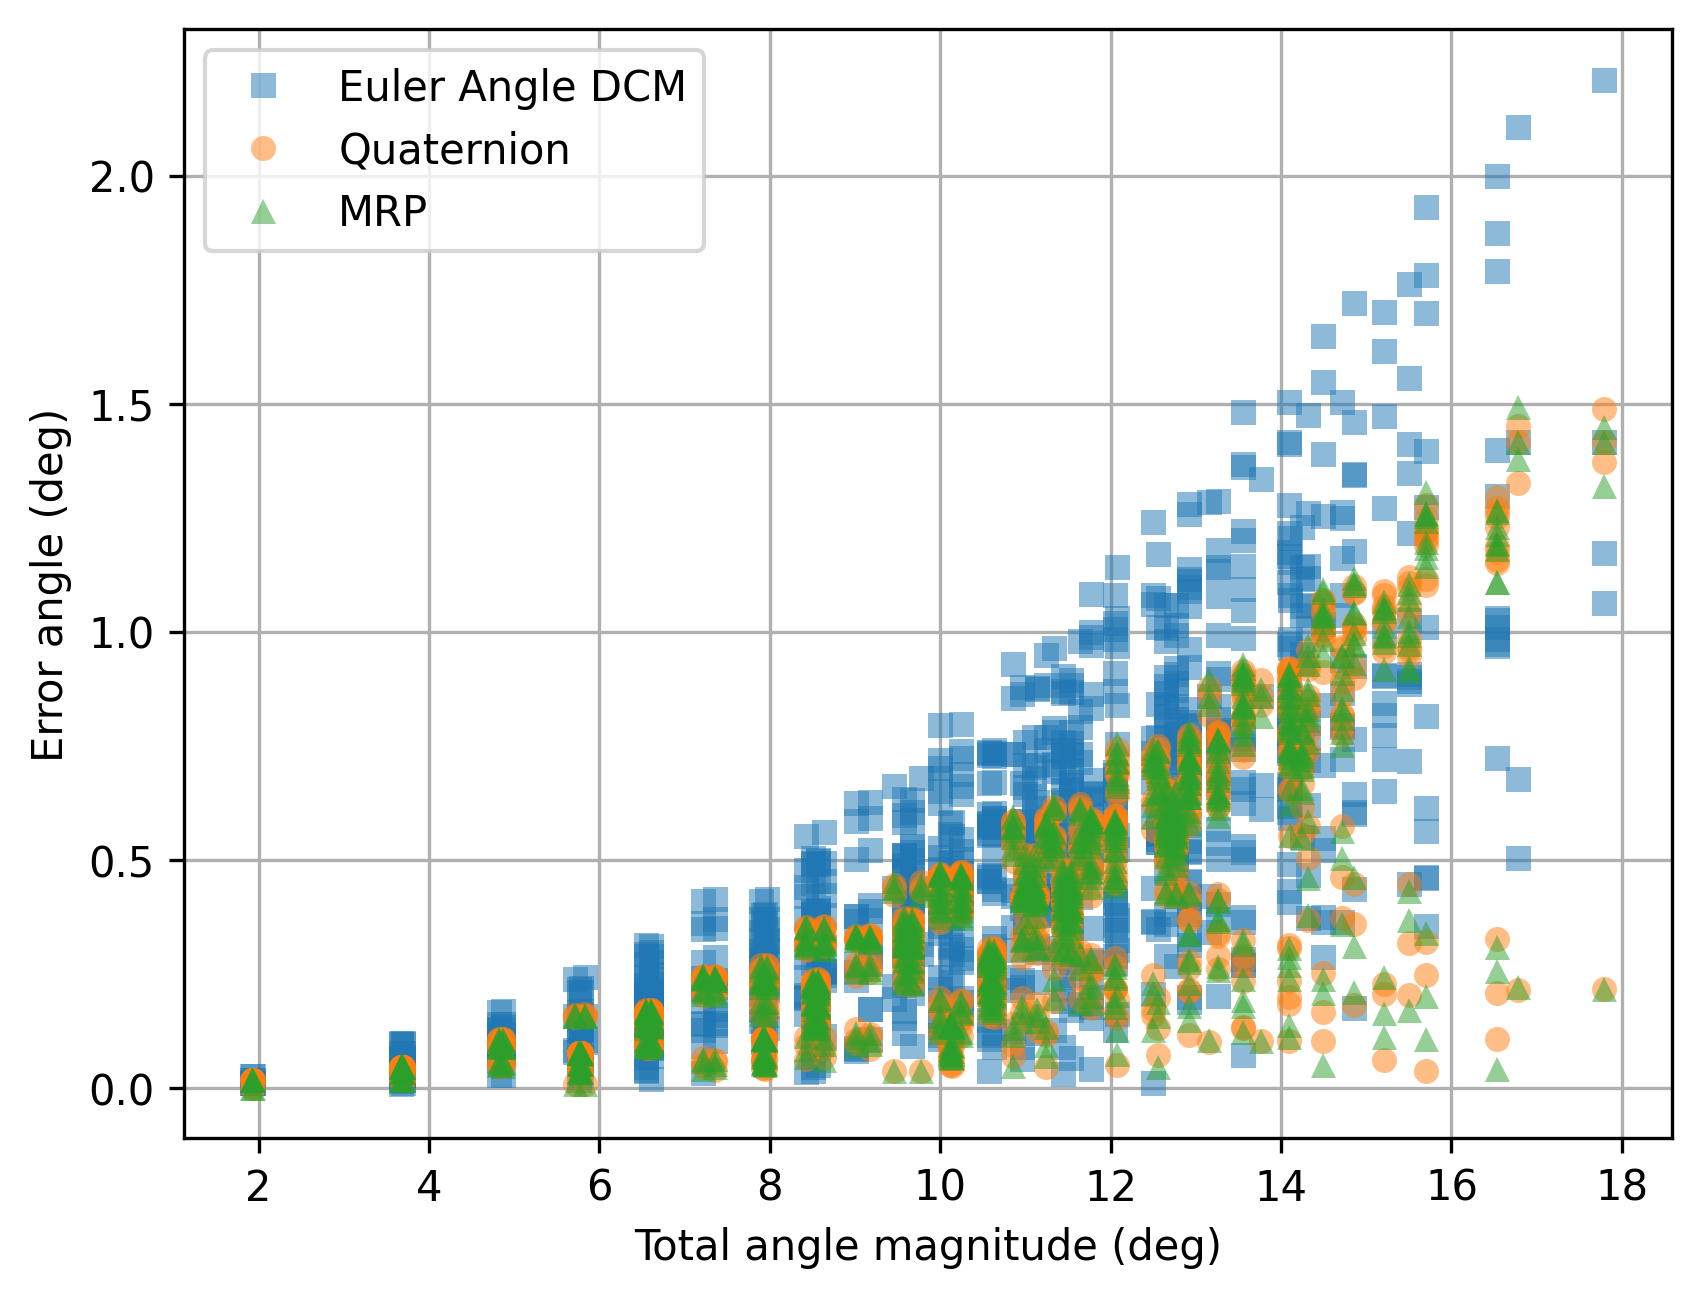 Euler Angle DCM
Quaternion
MRP
Error angle (deg)
2.0
1.5
1.0
0.5
0.0
2 4 6 8 10 12 14 16 18
Total angle magnitude (deg)